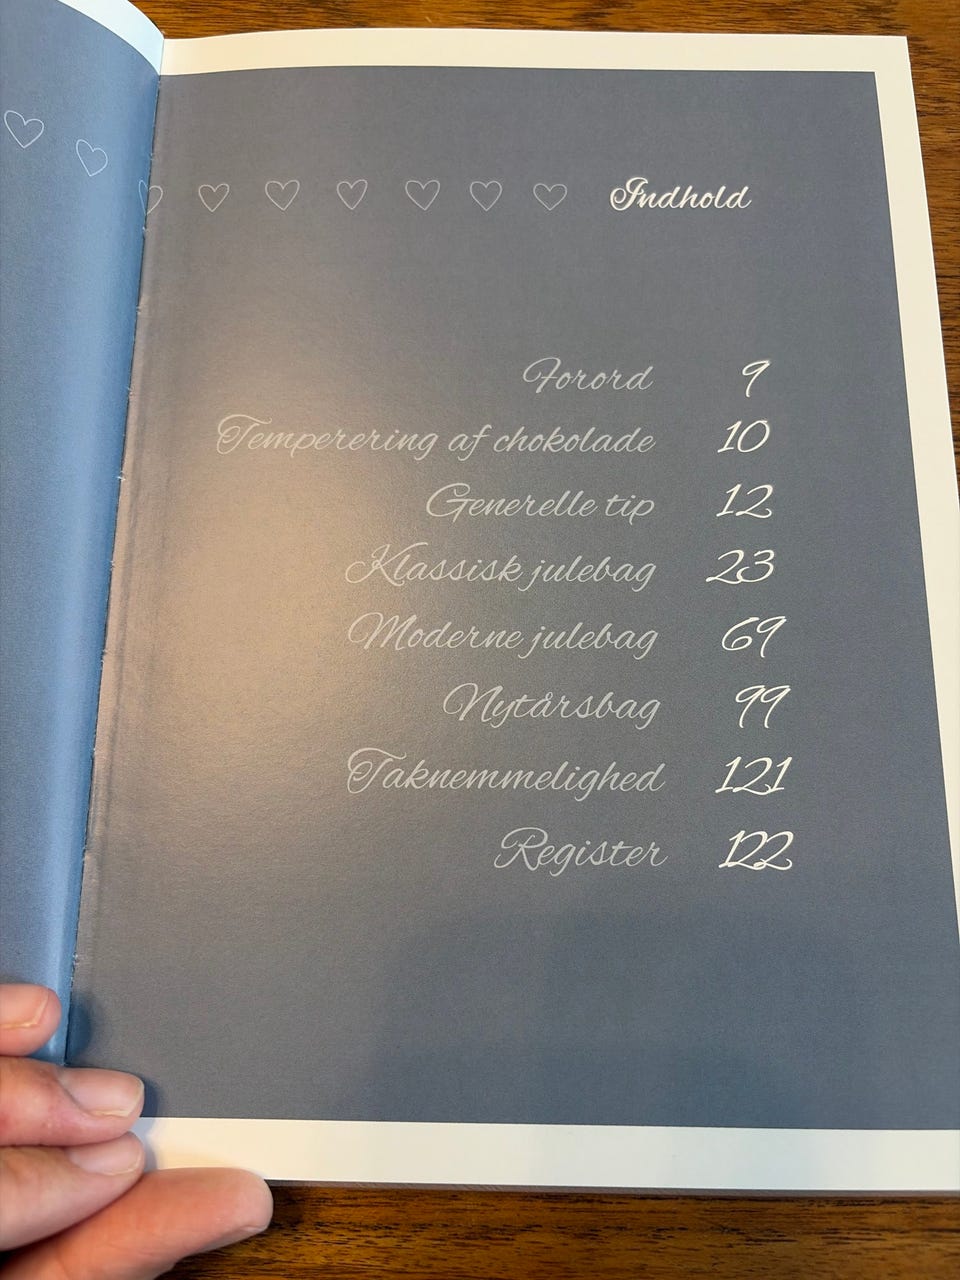 Indhold
Forord 9
Temperering af chokolade 10
Generelle tip 12
Klassisk julebag 23
Moderne julebag 69
Nytårsbag 99
Taknemmelighed 121
Register 122